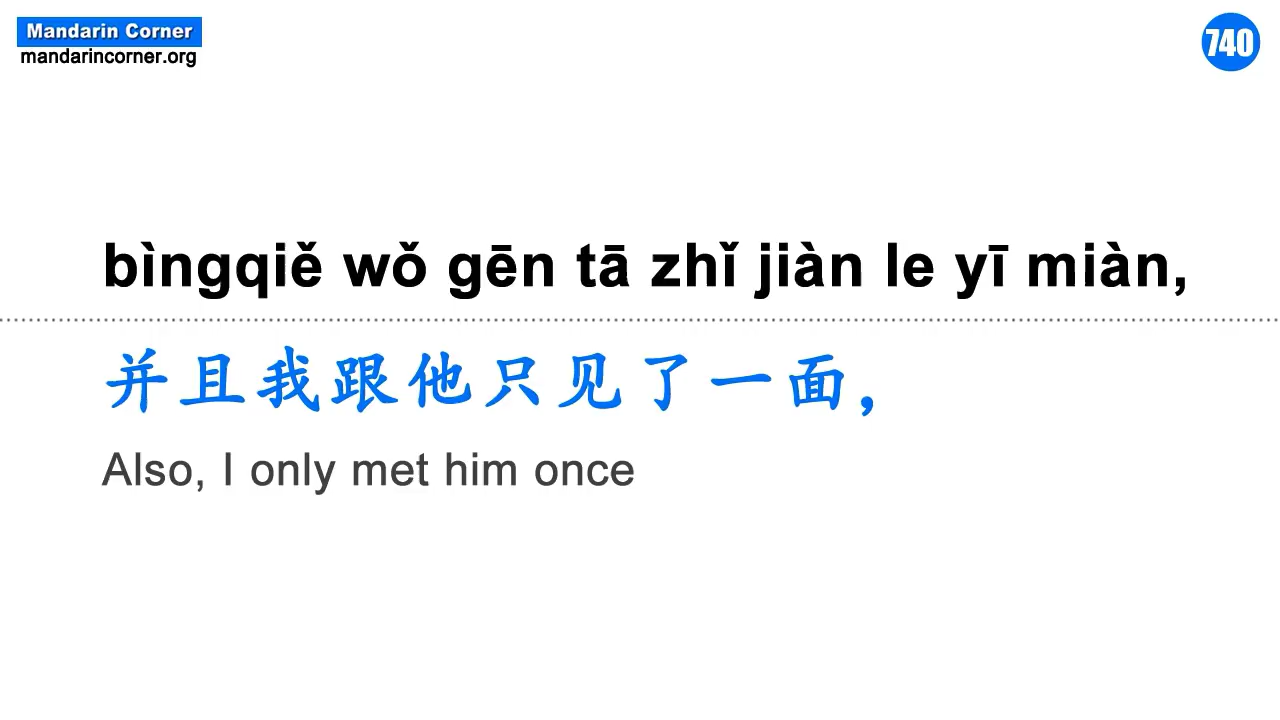 Mandarin Corner
mandarincorner.org
740
bìngqiě wǒ gēn tā zhǐ jiàn le yī miàn,
并且我跟他只见了一面，
Also, I only met him once